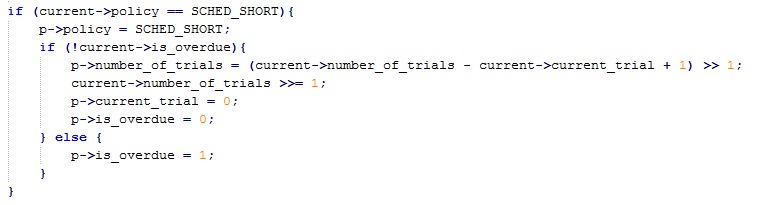 if (current->policy == SCHED_SHORT){
    p->policy = SCHED_SHORT;
    if (!current->is_overdue){
        p->number_of_trials = (current->number_of_trials - current->current_trial + 1) >> 1;
        current->number_of_trials >>= 1;
        p->current_trial = 0;
        p->is_overdue = 0;
    } else {
        p->is_overdue = 1;
    }
}